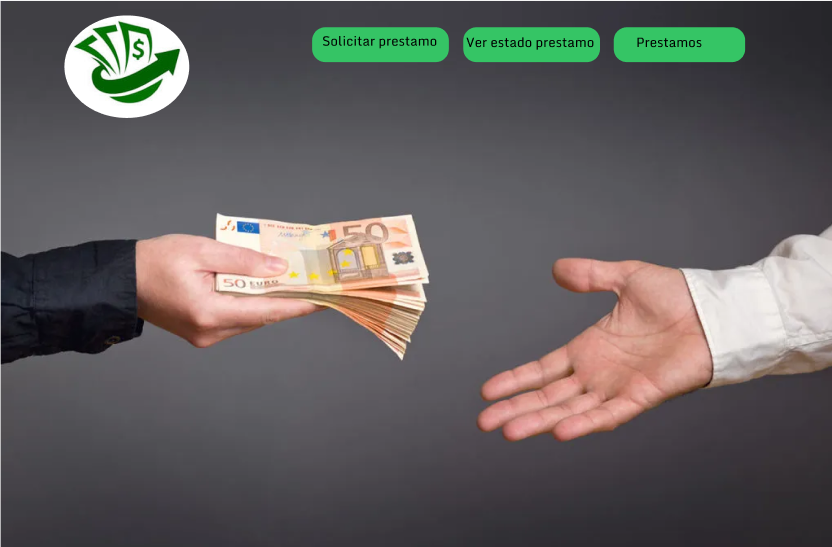 $
Solicitar prestamo
Ver estado prestamo
Prestamos
50
50 EURO